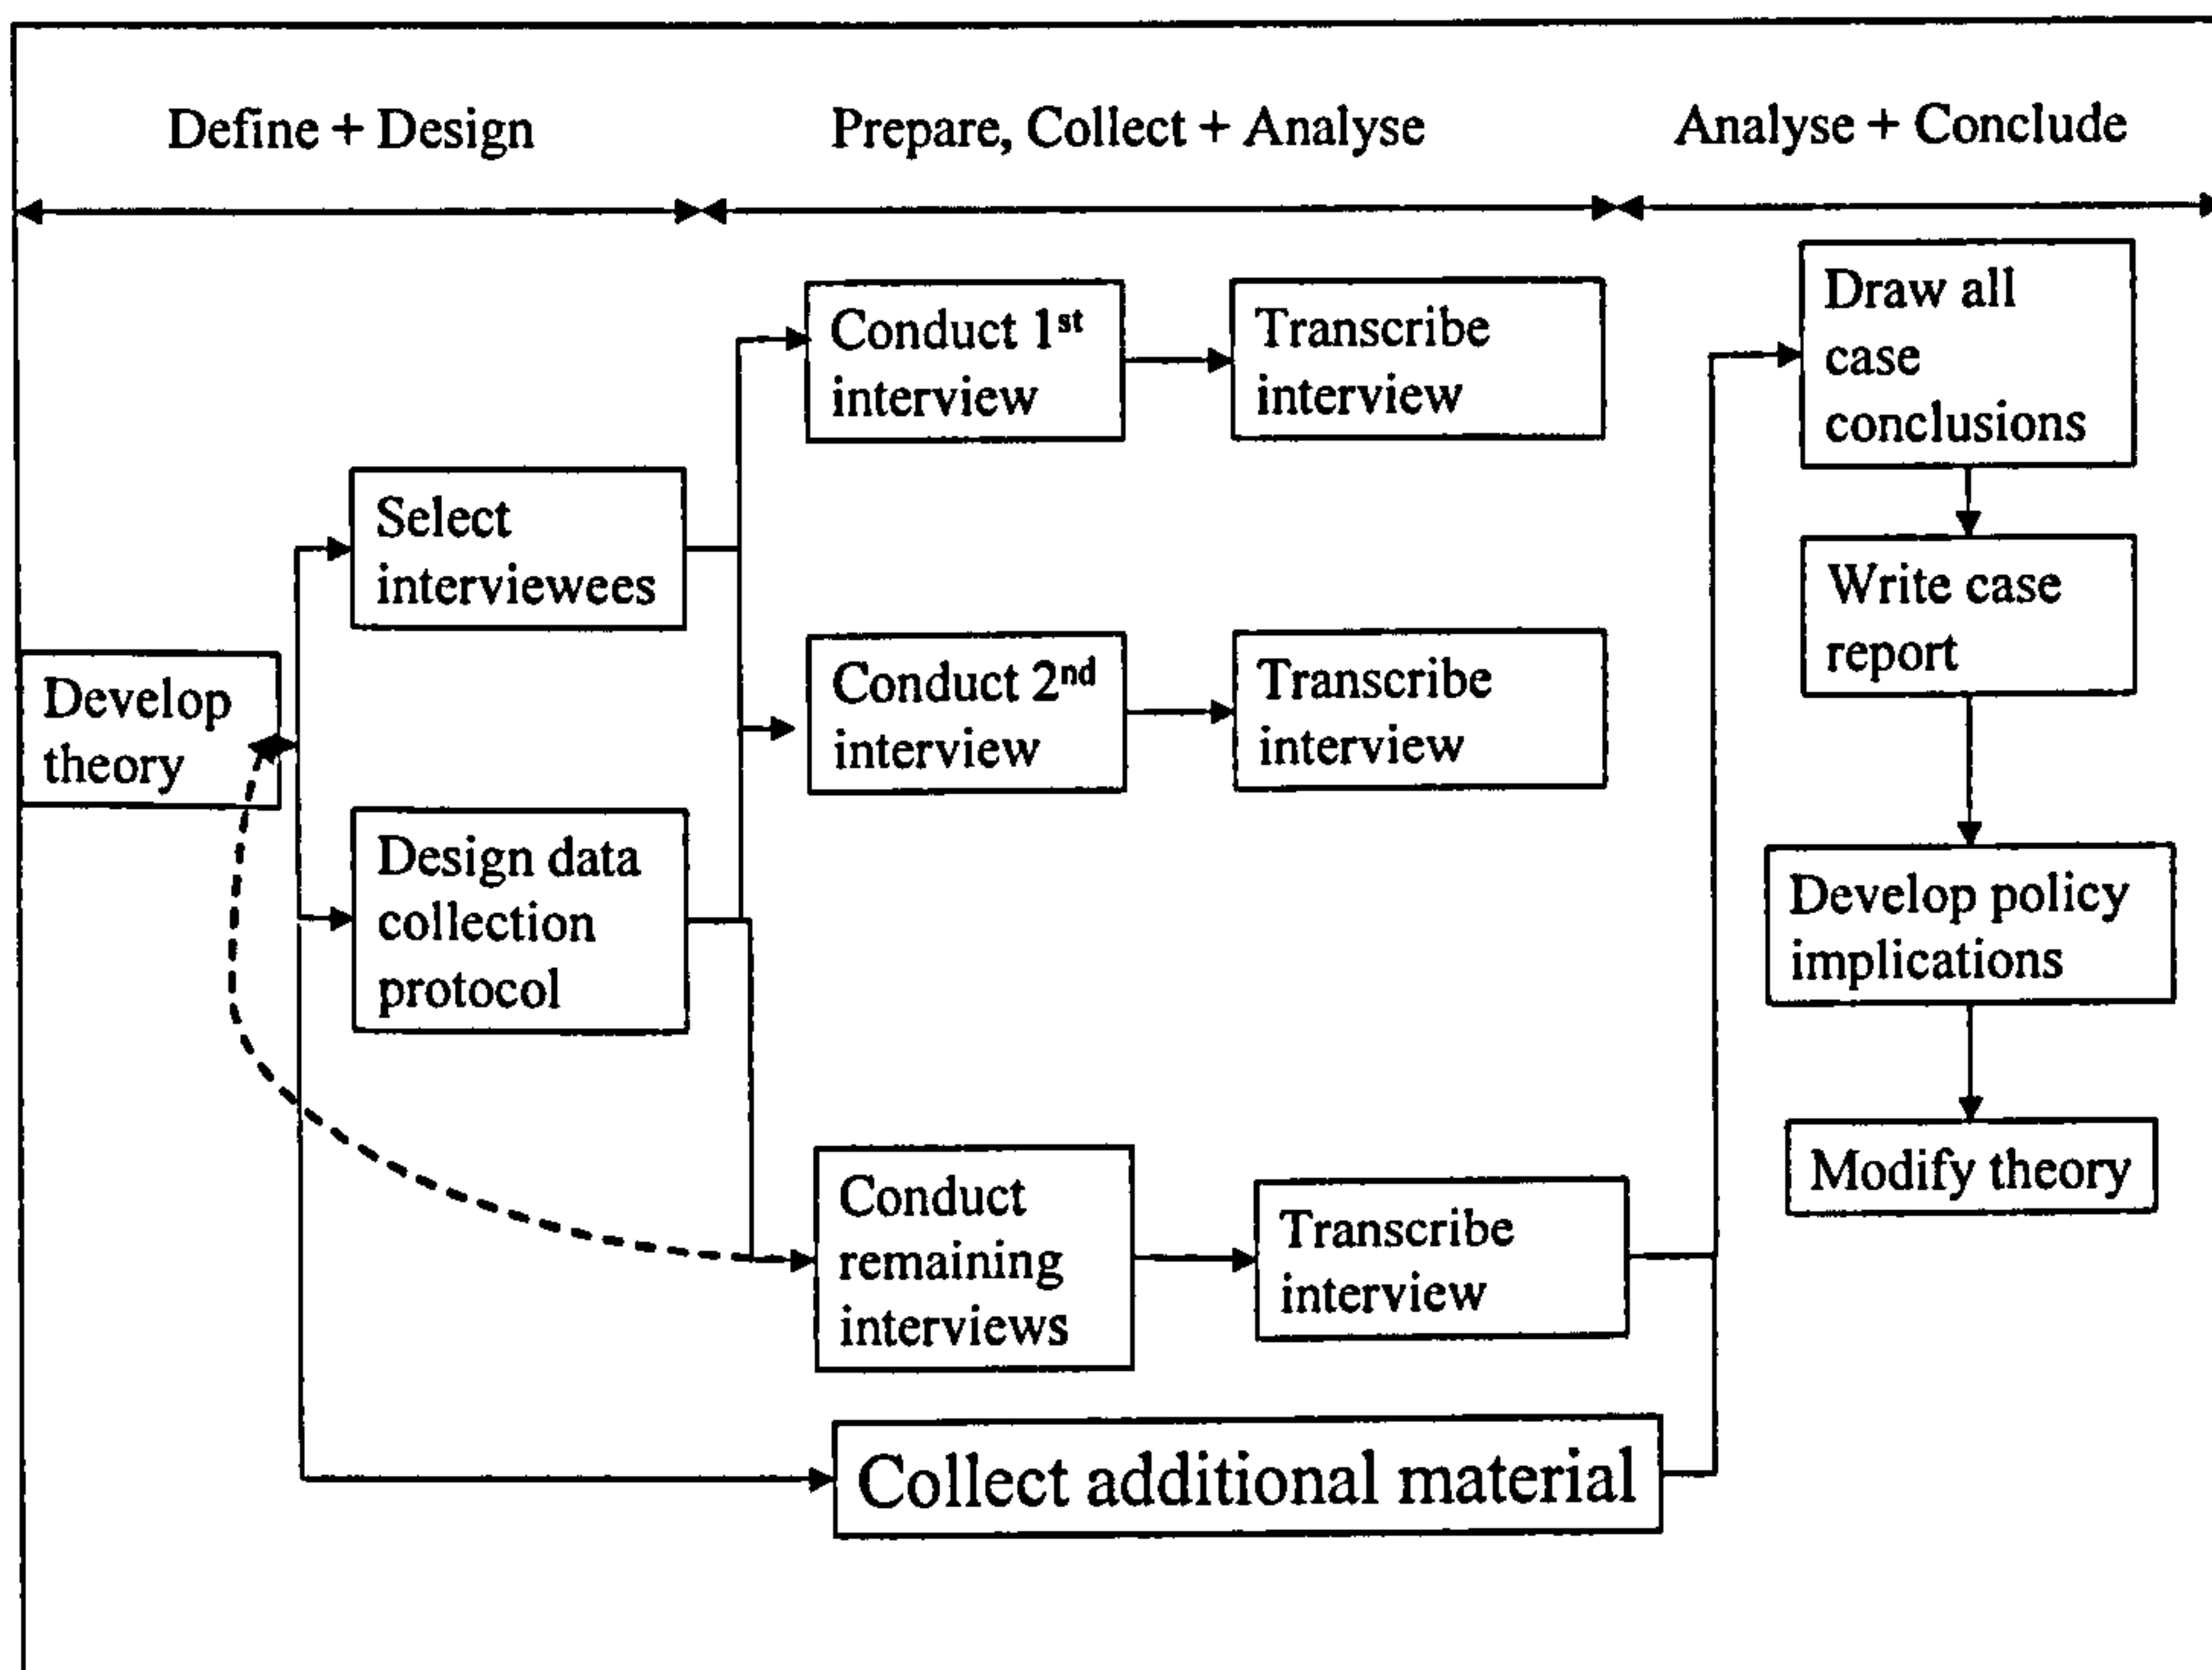 Define + Design
Prepare, Collect + Analyse
Analyse + Conclude
Develop
theory
Select
interviewees
Design data
collection
protocol
Conduct 1st
interview
Transcribe
interview
Conduct 2nd
interview
Transcribe
interview
Conduct
remaining
interviews
Transcribe
interview
Collect additional material
Draw all
case
conclusions
Write case
report
Develop policy
implications
Modify theory